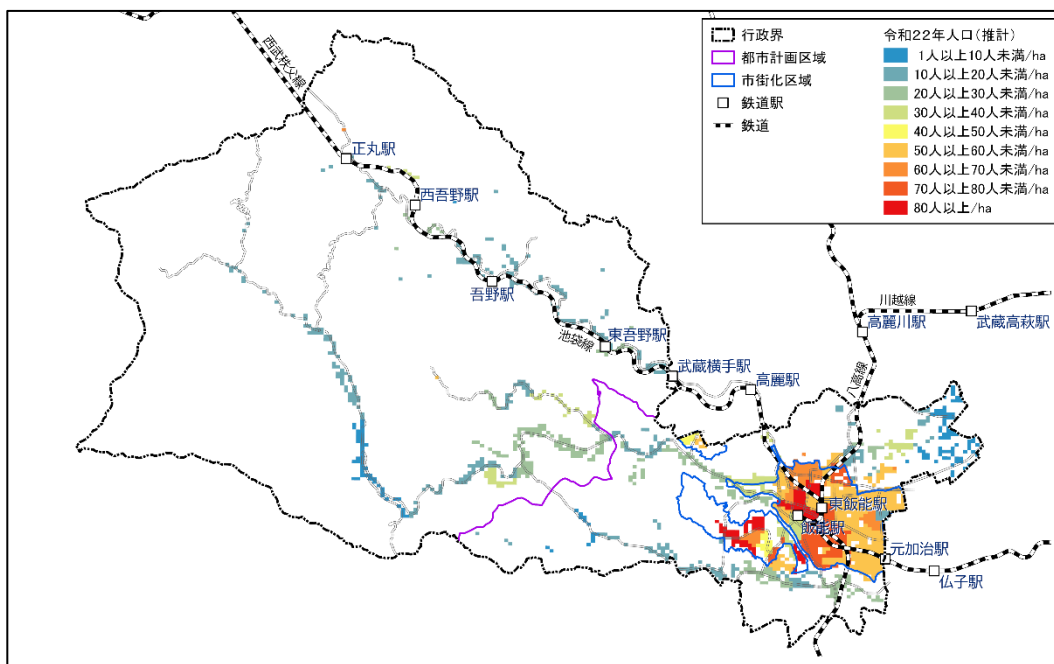 行政界
都市計画区域
市街化区域
鉄道駅
鉄道
令和22年人口(推計)
1人以上10人未満/ha
10人以上20人未満/ha
20人以上30人未満/ha
30人以上40人未満/ha
40人以上50人未満/ha
50人以上60人未満/ha
60人以上70人未満/ha
70人以上80人未満/ha
80人以上/ha
西武秩父線
正丸駅
西吾野駅
吾野駅
東吾野駅
池袋線
武蔵横手駅
高麗駅
川越線
高麗川駅
武蔵高萩駅
八高線
東飯能駅
飯能駅
元加治駅
仏子駅